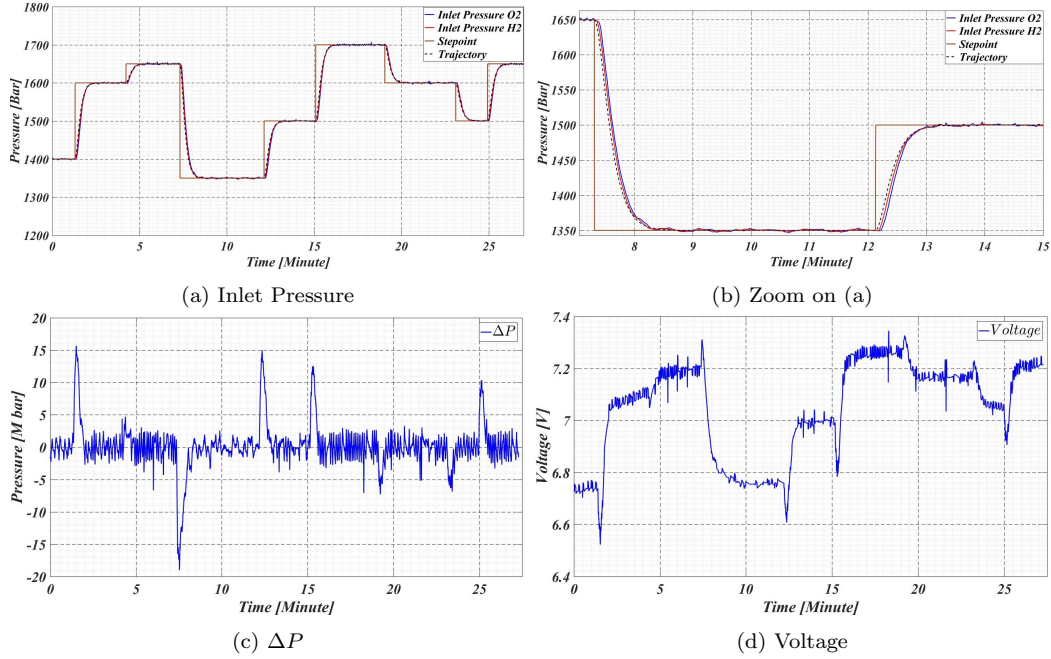 Inlet Pressure O2
Inlet Pressure H2
Stepoint
Trajectory
Pressure [Bar]
1700
1600
1500
1400
1300
1200
0 5 10 15 20 25
Time [Minute]
(a) Inlet Pressure
Inlet Pressure O2
Inlet Pressure H2
Stepoint
Trajectory
Pressure [Bar]
1650
1600
1550
1500
1450
1400
1350
8 9 10 11 12 13 14 15
Time [Minute]
(b) Zoom on (a)
ΔP
Pressure [M bar]
20
15
10
5
0
-5
-10
-15
-20
0 5 10 15 20 25
Time [Minute]
(c) ΔP
Voltage
Voltage [V]
7.4
7.2
7
6.8
6.6
6.4
0 5 10 15 20 25
Time [Minute]
(d) Voltage